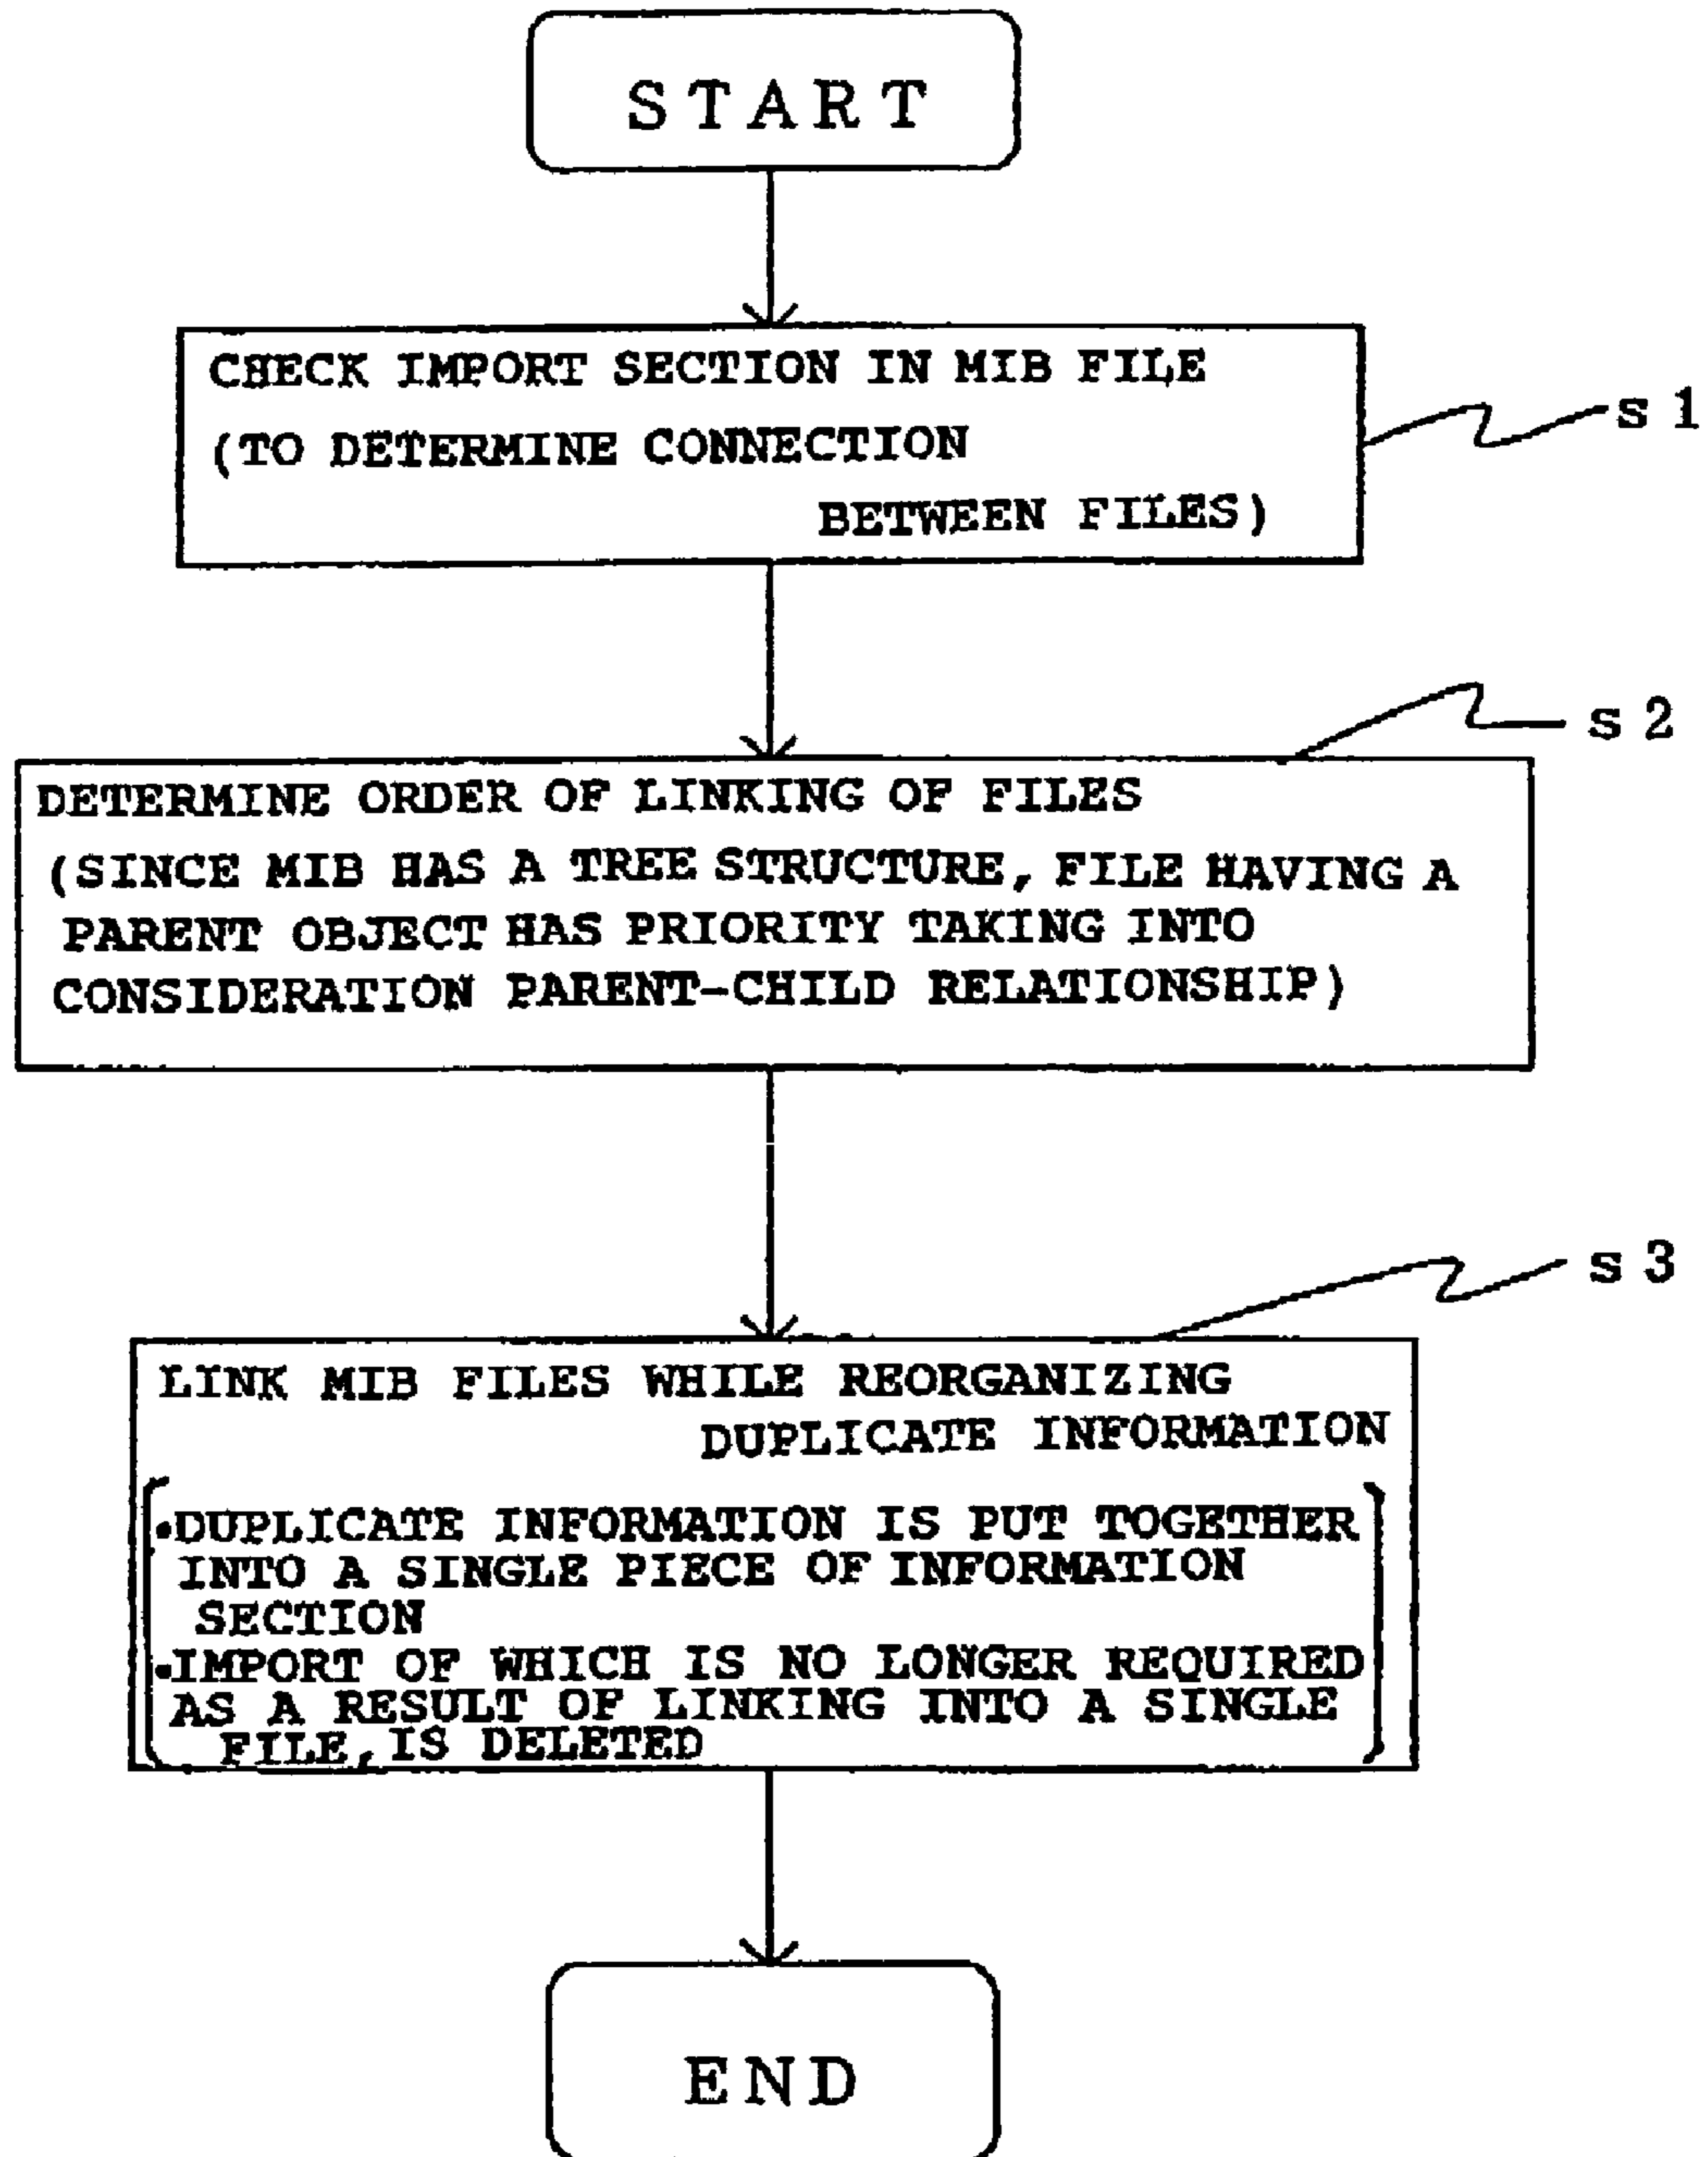 START
CHECK IMPORT SECTION IN MIB FILE
(TO DETERMINE CONNECTION
BETWEEN FILES)
s1
s2
DETERMINE ORDER OF LINKING OF FILES
(SINCE MIB HAS A TREE STRUCTURE, FILE HAVING A
PARENT OBJECT HAS PRIORITY TAKING INTO
CONSIDERATION PARENT-CHILD RELATIONSHIP)
s3
LINK MIB FILES WHILE REORGANIZING
DUPLICATE INFORMATION
•DUPLICATE INFORMATION IS PUT TOGETHER
INTO A SINGLE PIECE OF INFORMATION
SECTION
•IMPORT OF WHICH IS NO LONGER REQUIRED
AS A RESULT OF LINKING INTO A SINGLE
FILE, IS DELETED
END